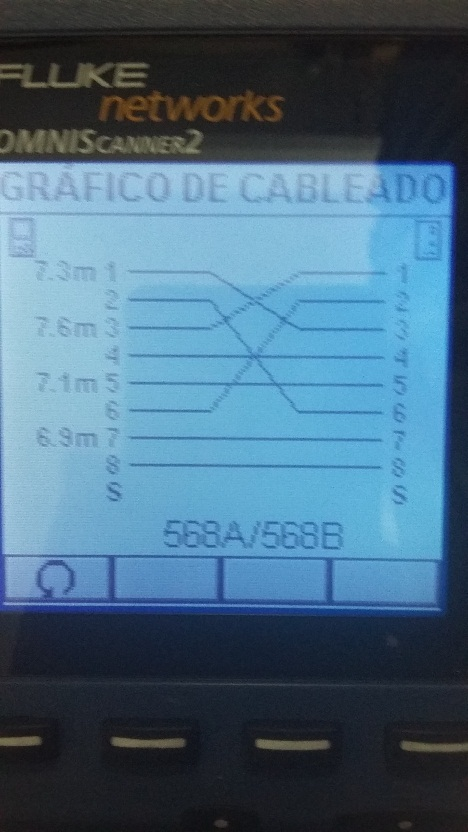 FLUKE
networks
OMNISCANNER2
GRÁFICO DE CABLEADO
7.3m 1 1
2 2
7.6m 3 3
4 4
7.1m 5 5
6 6
6.9m 7 7
8 8
S S
568A/568B